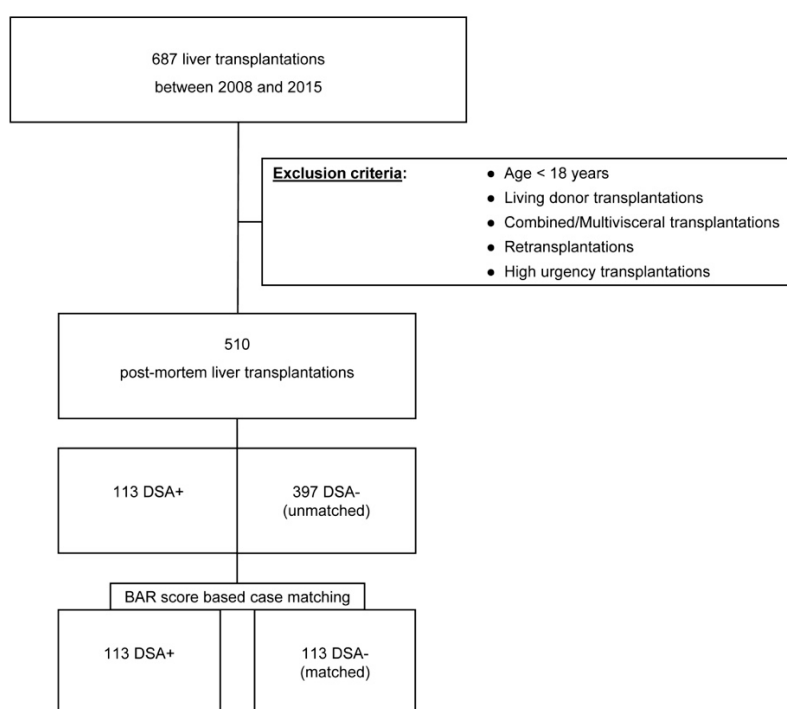 687 liver transplantations
between 2008 and 2015
Exclusion criteria:
● Age < 18 years
● Living donor transplantations
● Combined/Multivisceral transplantations
● Retransplantations
● High urgency transplantations
510
post-mortem liver transplantations
113 DSA+
397 DSA-
(unmatched)
BAR score based case matching
113 DSA+
113 DSA-
(matched)